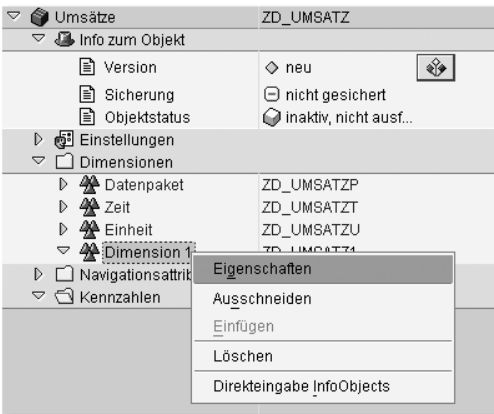 Umsätze ZD_UMSATZ
Info zum Objekt
Version neu
Sicherung nicht gesichert
Objektstatus inaktiv, nicht ausf...
Einstellungen
Dimensionen
Datenpaket ZD_UMSATZP
Zeit ZD_UMSATZT
Einheit ZD_UMSATZU
Dimension 1 ZD_UMSATZ1
Navigationsattrib
Kennzahlen
Eigenschaften
Ausschneiden
Einfügen
Löschen
Direkteingabe InfoObjects